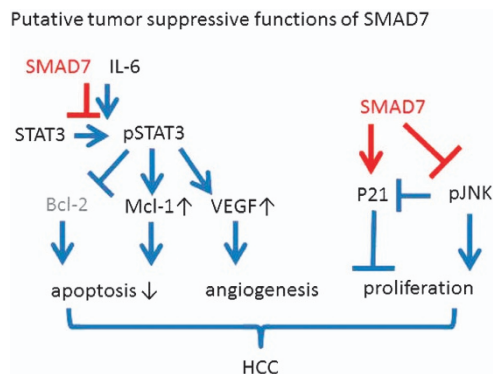 Putative tumor suppressive functions of SMAD7
SMAD7 IL-6
SMAD7
STAT3 pSTAT3
Bcl-2 Mcl-1↑ VEGF↑ P21 pJNK
apoptosis ↓ angiogenesis proliferation
HCC